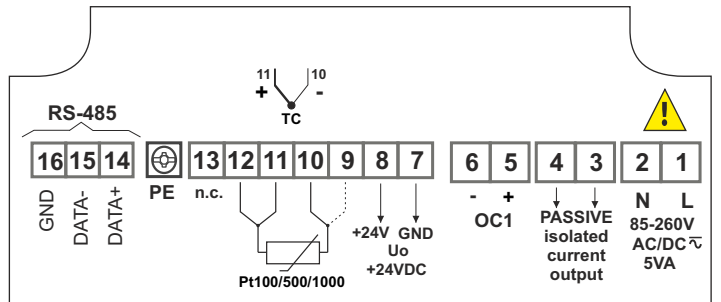 11 10
+ -
TC
RS-485
16 15 14 13 12 11 10 9 8 7 6 5 4 3 2 1
PE n.c.
GND
DATA-
DATA+
+24V GND
Uo
+24VDC
Pt100/500/1000
- +
OC1
PASSIVE
isolated
current
output
N L
85-260V
AC/DC
5VA